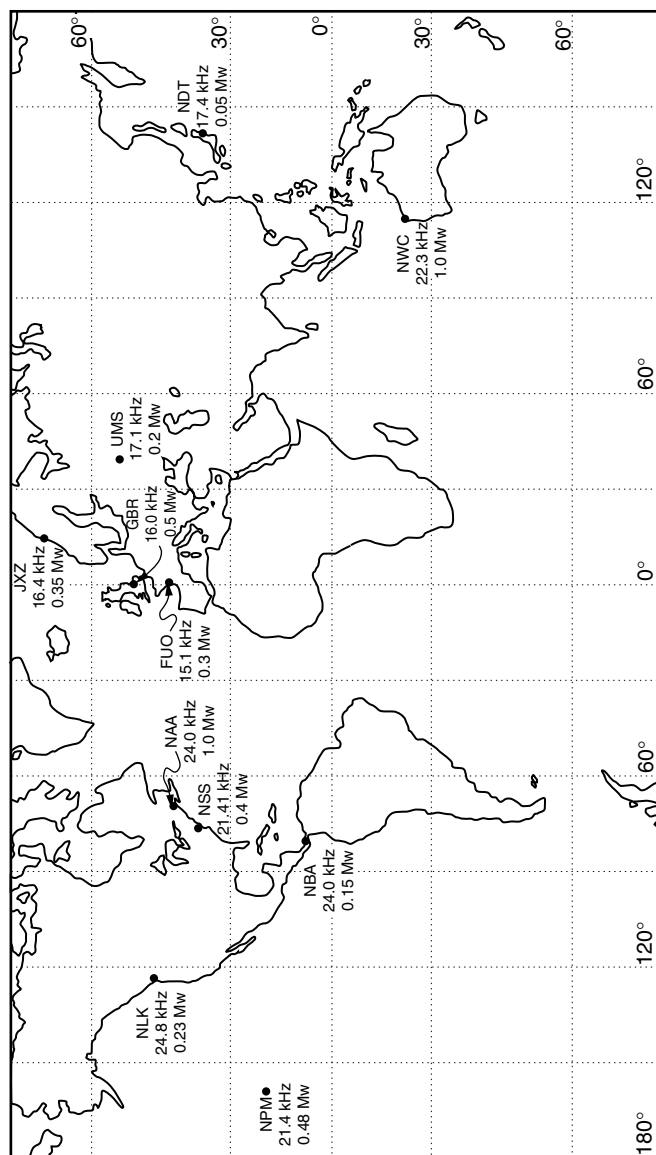 60°
30°
0°
30°
60°
NDT
17.4 kHz
0.05 Mw
120°
NWC
22.3 kHz
1.0 Mw
UMS
17.1 kHz
0.2 Mw
60°
GBR
16.0 kHz
0.5 Mw
JXZ
16.4 kHz
0.35 Mw
0°
FUO
15.1 kHz
0.3 Mw
NAA
24.0 kHz
1.0 Mw
NSS
21.41 kHz
0.4 Mw
60°
NBA
24.0 kHz
0.15 Mw
120°
NLK
24.8 kHz
0.23 Mw
NPM
21.4 kHz
0.48 Mw
180°